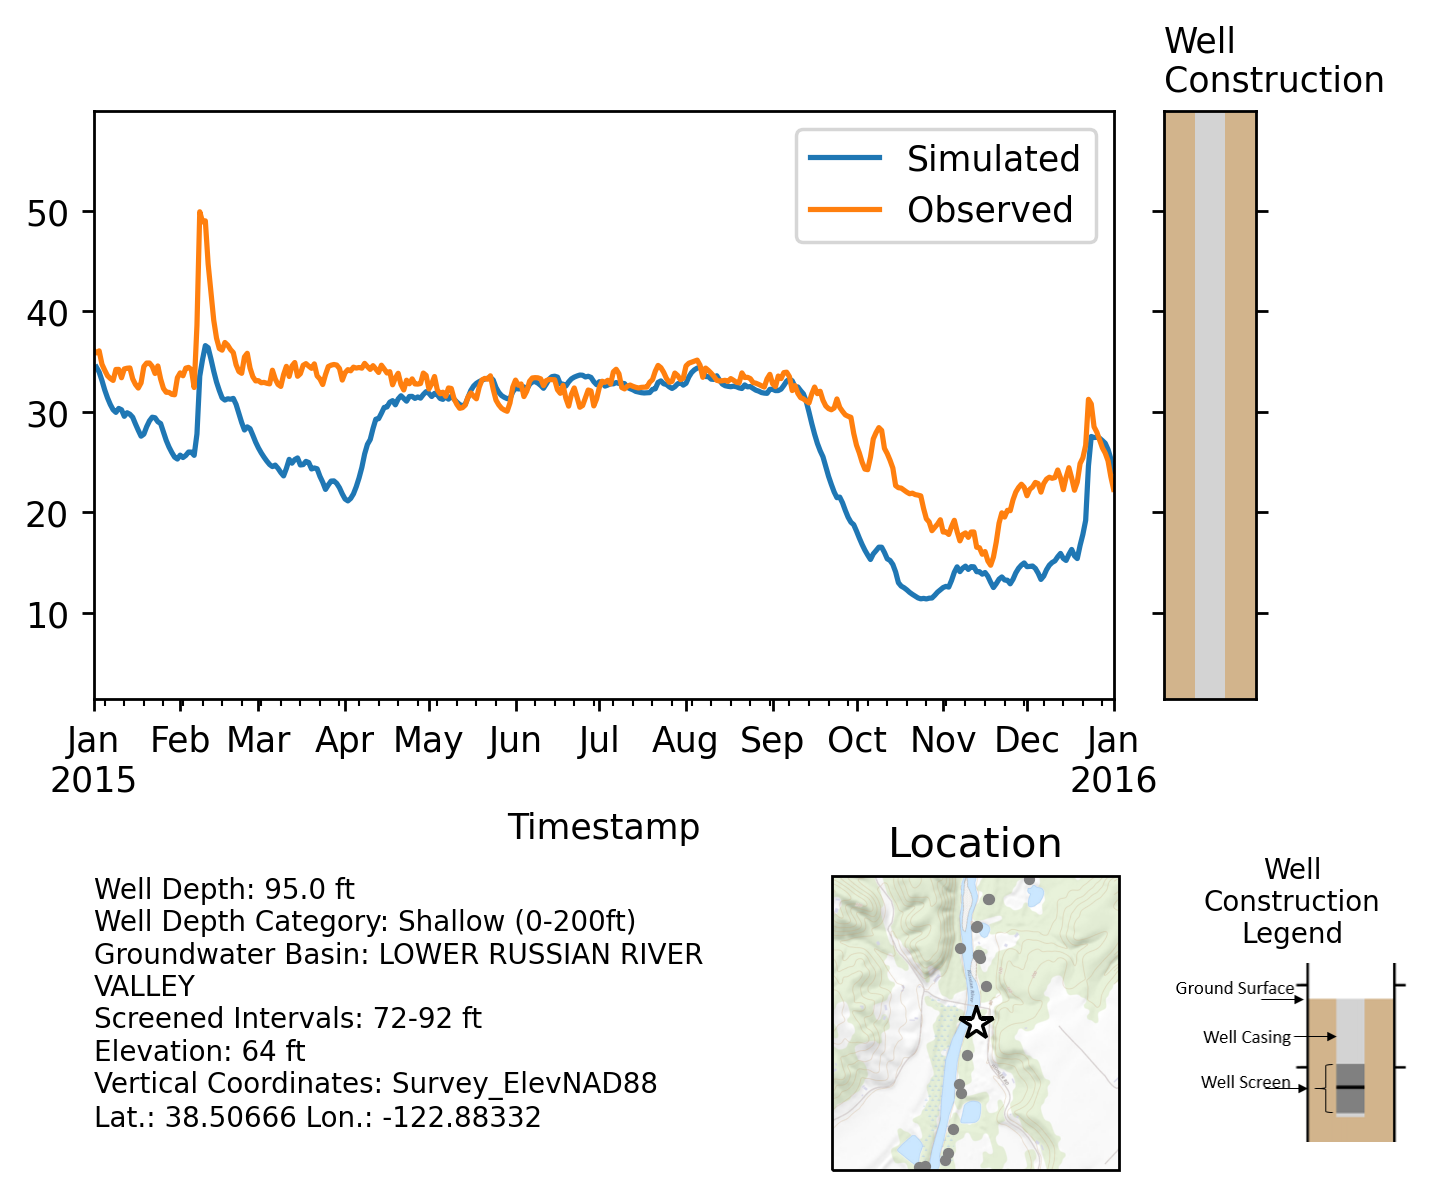 Well
Construction
Simulated
Observed
50
40
30
20
10
Jan Feb Mar Apr May Jun Jul Aug Sep Oct Nov Dec Jan
2015 2016
Timestamp
Well Depth: 95.0 ft
Well Depth Category: Shallow (0-200ft)
Groundwater Basin: LOWER RUSSIAN RIVER
VALLEY
Screened Intervals: 72-92 ft
Elevation: 64 ft
Vertical Coordinates: Survey_ElevNAD88
Lat.: 38.50666 Lon.: -122.88332
Location
Well
Construction
Legend
Ground Surface
Well Casing
Well Screen